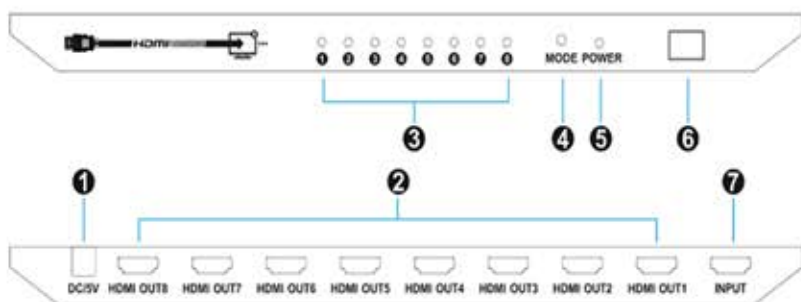 HDMI
1 2 3 4 5 6 7 8
MODE POWER
3 4 5 6
1 2 7
DC/5V HDMI OUT8 HDMI OUT7 HDMI OUT6 HDMI OUT5 HDMI OUT4 HDMI OUT3 HDMI OUT2 HDMI OUT1 INPUT